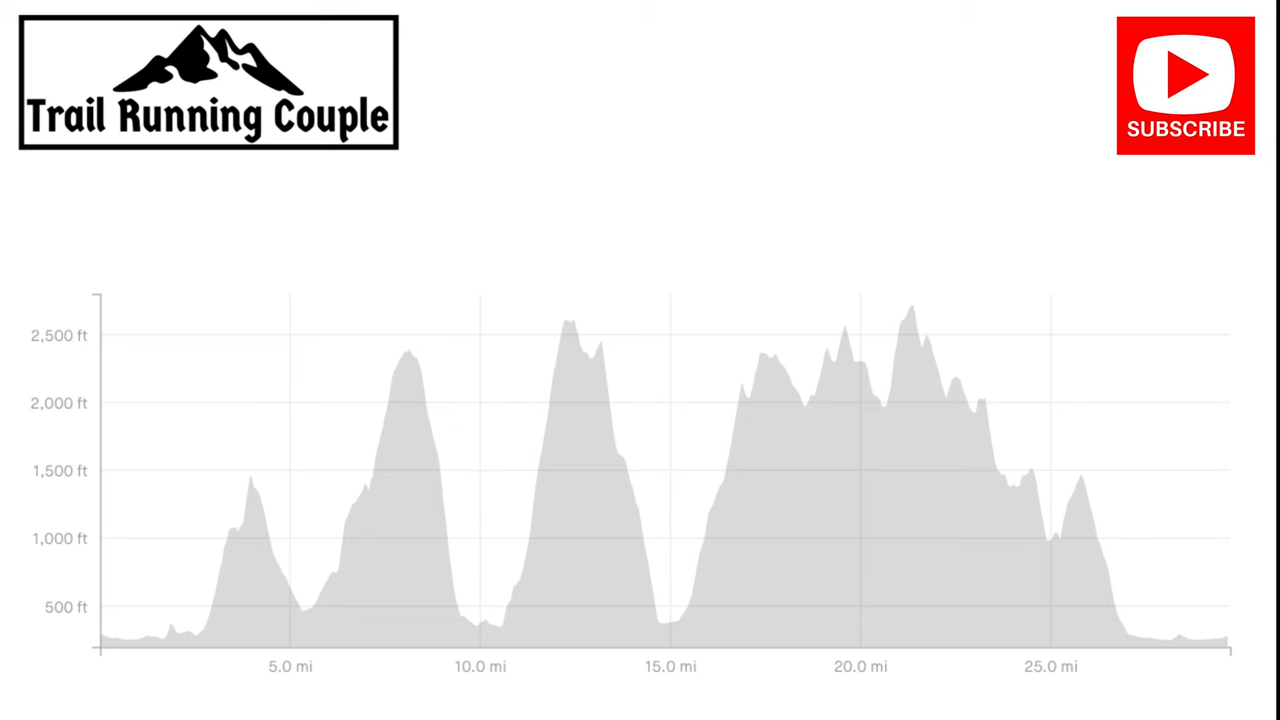 Trail Running Couple
SUBSCRIBE
2,500 ft
2,000 ft
1,500 ft
1,000 ft
500 ft
5.0 mi 10.0 mi 15.0 mi 20.0 mi 25.0 mi